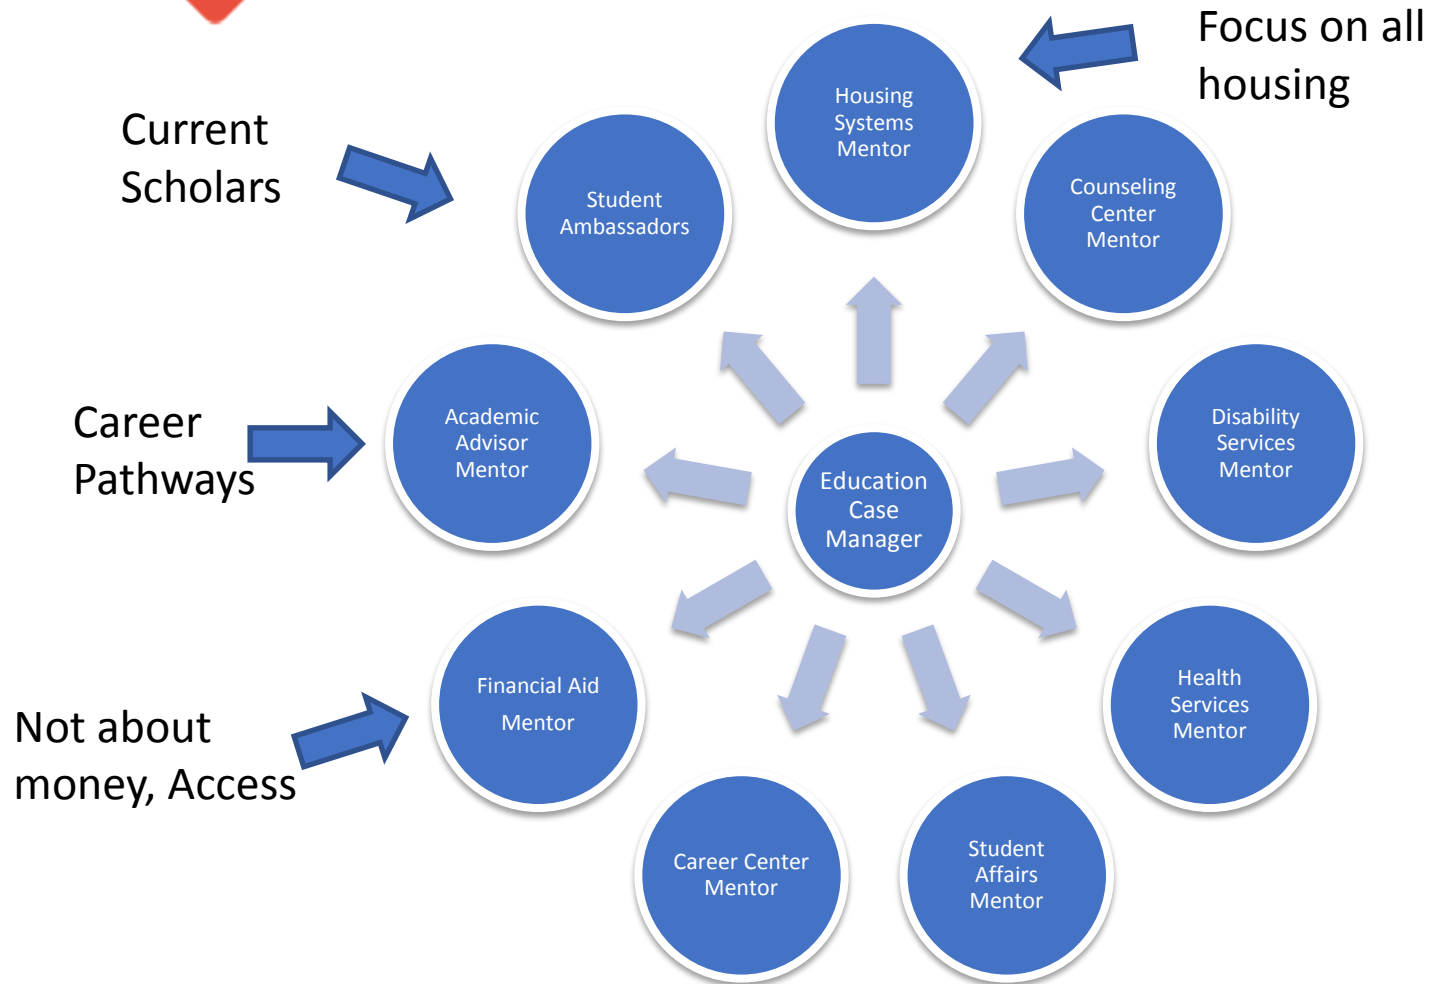 Focus on all
housing
Current
Scholars
Career
Pathways
Not about
money, Access
Housing
Systems
Mentor
Counseling
Center
Mentor
Disability
Services
Mentor
Health
Services
Mentor
Student
Affairs
Mentor
Career Center
Mentor
Financial Aid
Mentor
Academic
Advisor
Mentor
Student
Ambassadors
Education
Case
Manager